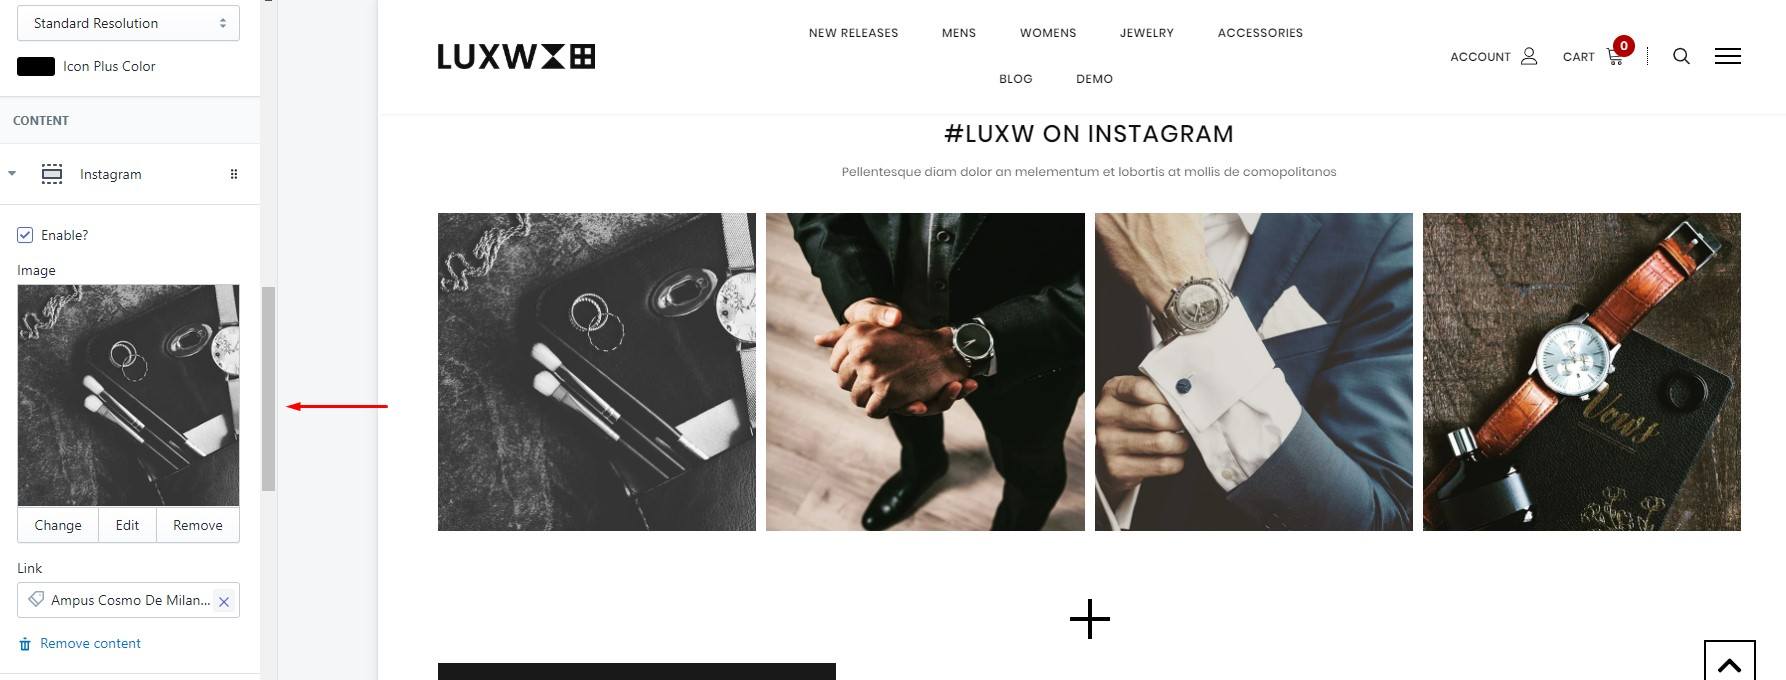 Standard Resolution
Icon Plus Color
CONTENT
Instagram
Enable?
Image
Change Edit Remove
Link
Ampus Cosmo De Milan...
Remove content
LUXW
NEW RELEASES MENS WOMENS JEWELRY ACCESSORIES
BLOG DEMO
ACCOUNT CART 0
#LUXW ON INSTAGRAM
Pellentesque diam dolor an melementum et lobortis at mollis de comopolitanos
Vows